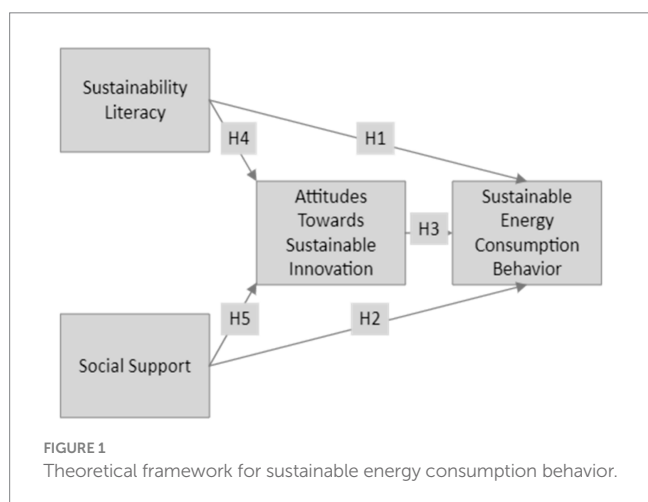 Sustainability
Literacy
H4
H1
Attitudes
Towards
Sustainable
Innovation
H3
Sustainable
Energy
Consumption
Behavior
H5
H2
Social Support
FIGURE 1
Theoretical framework for sustainable energy consumption behavior.